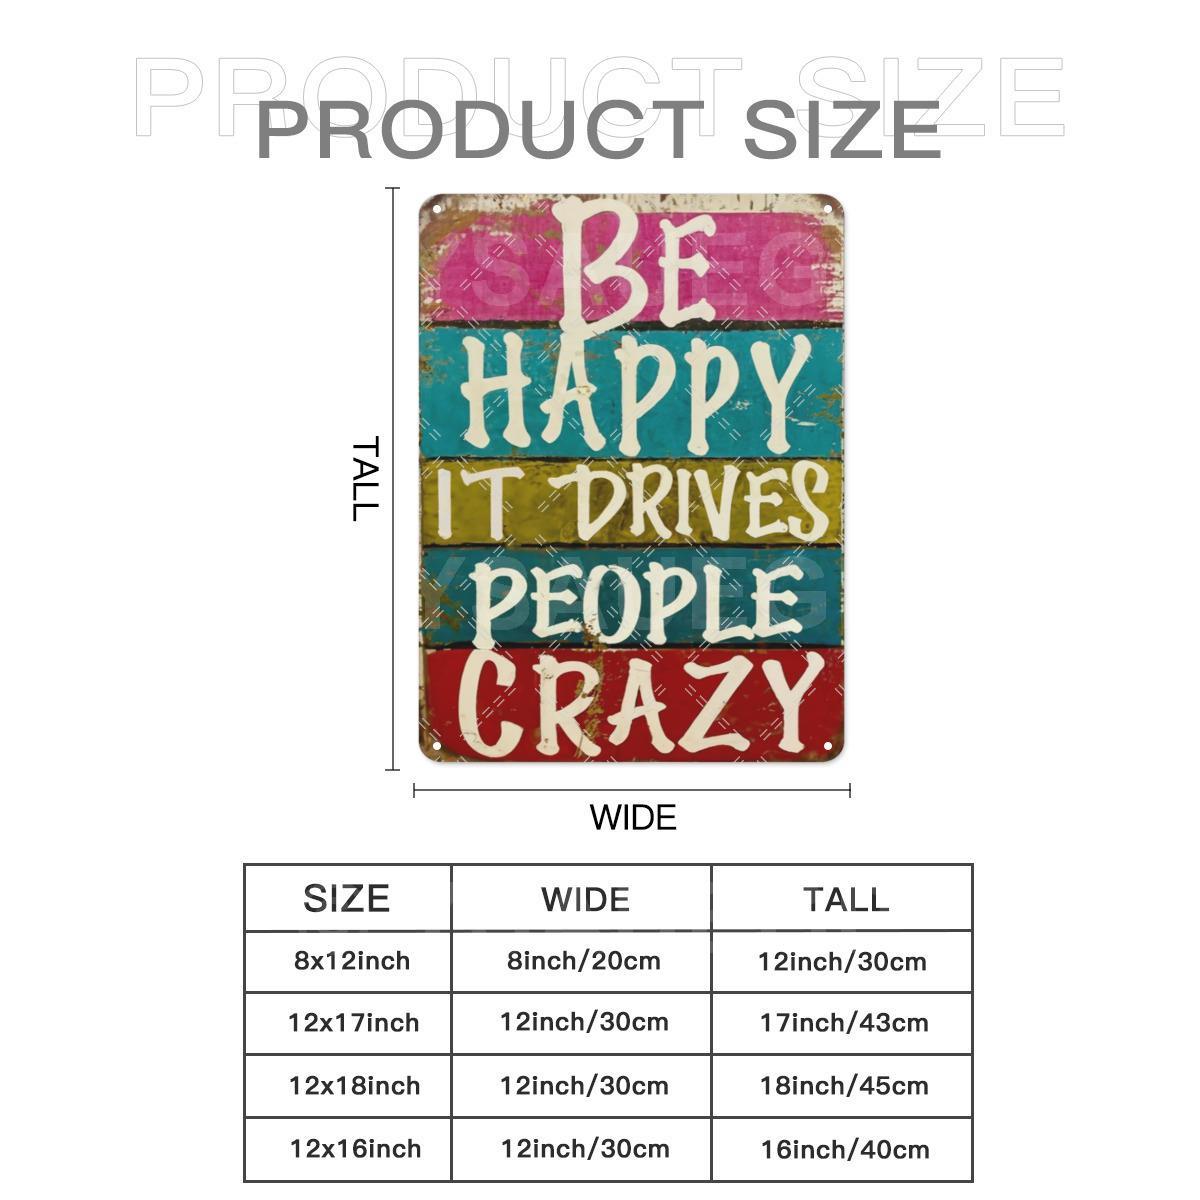 PRODUCT SIZE
PRODUCT SIZE
BE
HAPPY
IT DRIVES
PEOPLE
CRAZY
TALL
WIDE
SIZE WIDE TALL
8x12inch 8inch/20cm 12inch/30cm
12x17inch 12inch/30cm 17inch/43cm
12x18inch 12inch/30cm 18inch/45cm
12x16inch 12inch/30cm 16inch/40cm